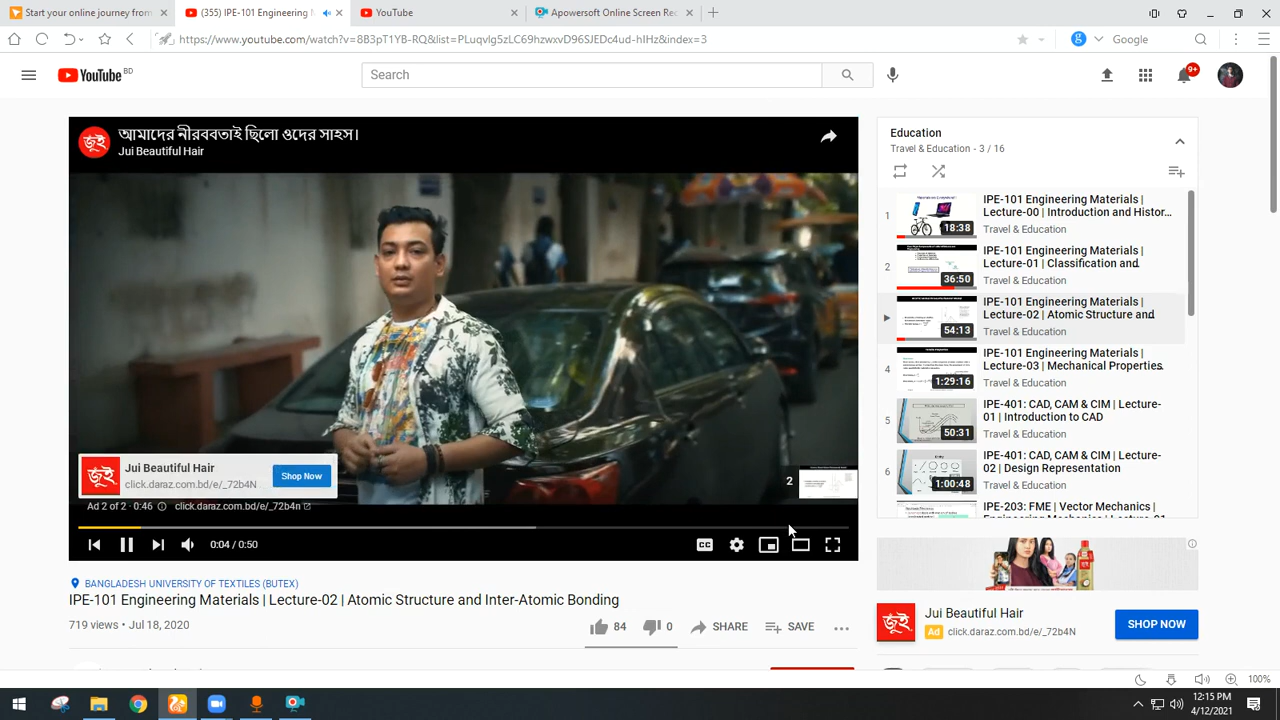 Start your online journey from
(355) IPE-101 Engineering
YouTube
Apowersoft Online Screen Rec
https://www.youtube.com/watch?v=8B3pT1YB-RQ&list=PLuqvlg5zLC69hzwxvD96SJEDc4ud-hIHz&index=3
Google
YouTube BD
Search
9+
আমাদের নীরবতাই ছিলো ওদের সাহস।
Jui Beautiful Hair
জুঁই
Jui Beautiful Hair
click.daraz.com.bd/e/_72b4N
Shop Now
জুঁই
Ad 2 of 2 · 0:46
click.daraz.com.bd/e/_72b4n
2
0:04 / 0:50
CC
BANGLADESH UNIVERSITY OF TEXTILES (BUTEX)
IPE-101 Engineering Materials | Lecture-02 | Atomic Structure and Inter-Atomic Bonding
719 views • Jul 18, 2020
84
0
SHARE
SAVE
Education
Travel & Education - 3 / 16
1
18:38
IPE-101 Engineering Materials |
Lecture-00 | Introduction and Histor...
Travel & Education
2
36:50
IPE-101 Engineering Materials |
Lecture-01 | Classification and
Travel & Education
54:13
IPE-101 Engineering Materials |
Lecture-02 | Atomic Structure and
Travel & Education
4
1:29:16
IPE-101 Engineering Materials |
Lecture-03 | Mechanical Properties
Travel & Education
5
50:31
IPE-401: CAD, CAM & CIM | Lecture-
01 | Introduction to CAD
Travel & Education
6
1:00:48
IPE-401: CAD, CAM & CIM | Lecture-
02 | Design Representation
Travel & Education
IPE-203: FME | Vector Mechanics |
Engineering Mechanics | Lecture-01
জুঁই
Jui Beautiful Hair
Ad
click.daraz.com.bd/e/_72b4N
SHOP NOW
100%
12:15 PM
4/12/2021